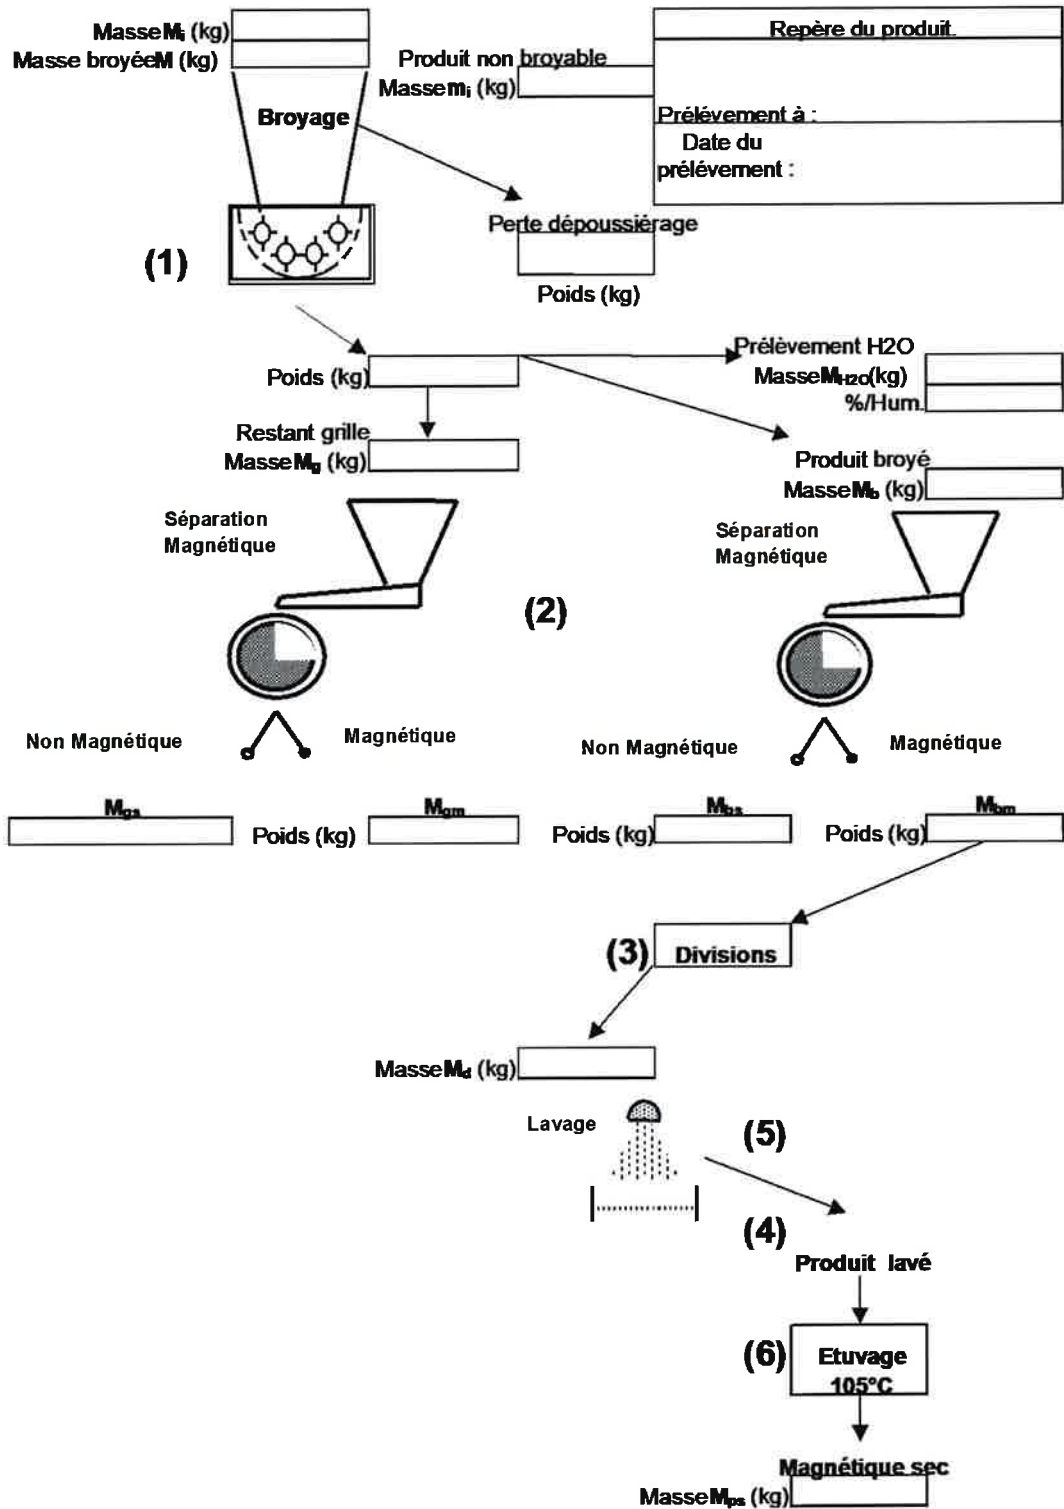 Masse Mi (kg)
Masse broyée M (kg)
Produit non broyable
Masse mi (kg)
Repère du produit.
Prélèvement à :
Date du
prélèvement :
Broyage
Perte dépoussiérage
Poids (kg)
(1)
Poids (kg)
Prélèvement H2O
Masse MH2O (kg)
%/Hum.
Restant grille
Masse Mg (kg)
Produit broyé
Masse Mb (kg)
Séparation
Magnétique
Séparation
Magnétique
(2)
Non Magnétique
Magnétique
Non Magnétique
Magnétique
Mgs
Mgm
Mbs
Mbm
Poids (kg)
Poids (kg)
Poids (kg)
(3)
Divisions
Masse Md (kg)
Lavage
(5)
(4)
Produit lavé
(6)
Etuvage
105°C
Magnétique sec
Masse Mps (kg)